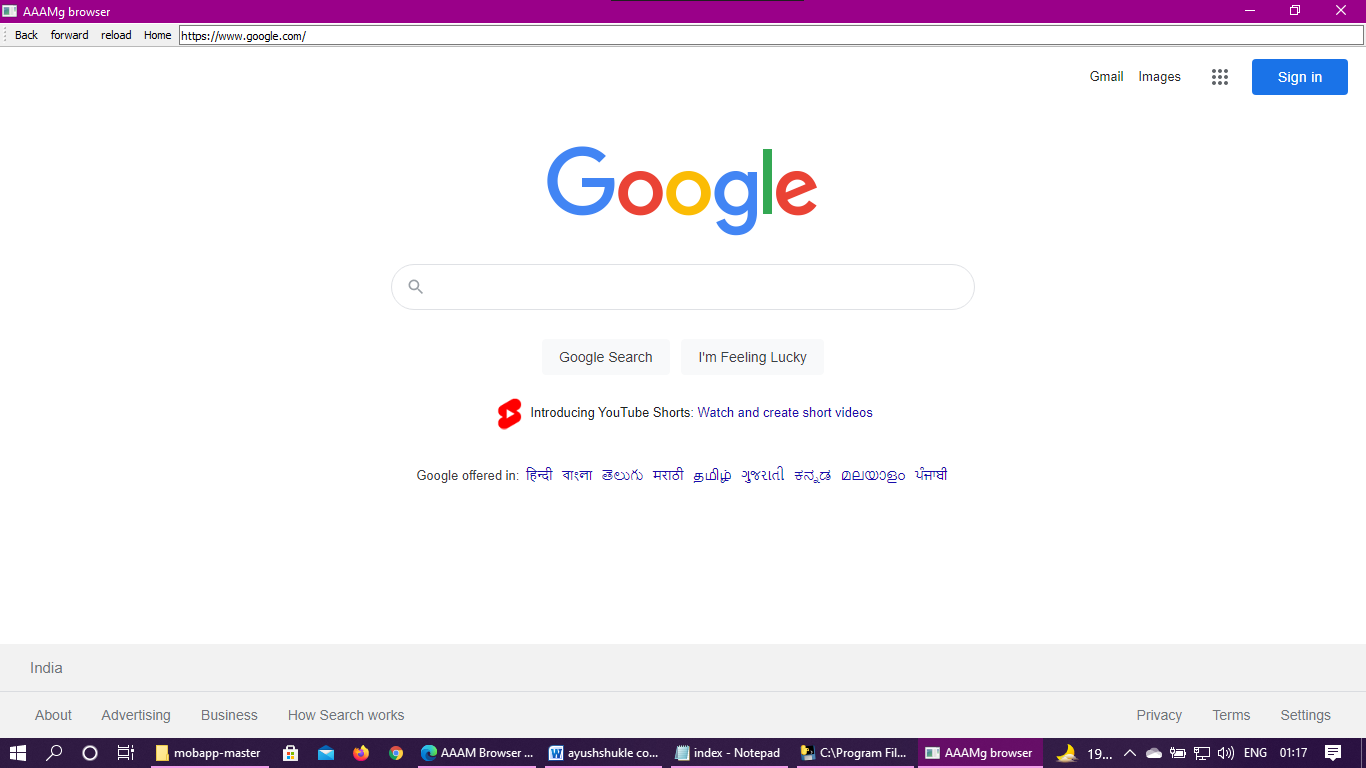 AAAMg browser
Back forward reload Home https://www.google.com/
Gmail Images Sign in
Google
Google Search I'm Feeling Lucky
Introducing YouTube Shorts: Watch and create short videos
Google offered in: हिन्दी বাংলা తెలుగు मराठी தமிழ் ગુજરાતી ಕನ್ನಡ മലയാളം ਪੰਜਾਬੀ
India
About Advertising Business How Search works Privacy Terms Settings
mobapp-master AAAM Browser ... ayushshukle co... index - Notepad C:\Program Fil... AAAMg browser 19... ENG 01:17